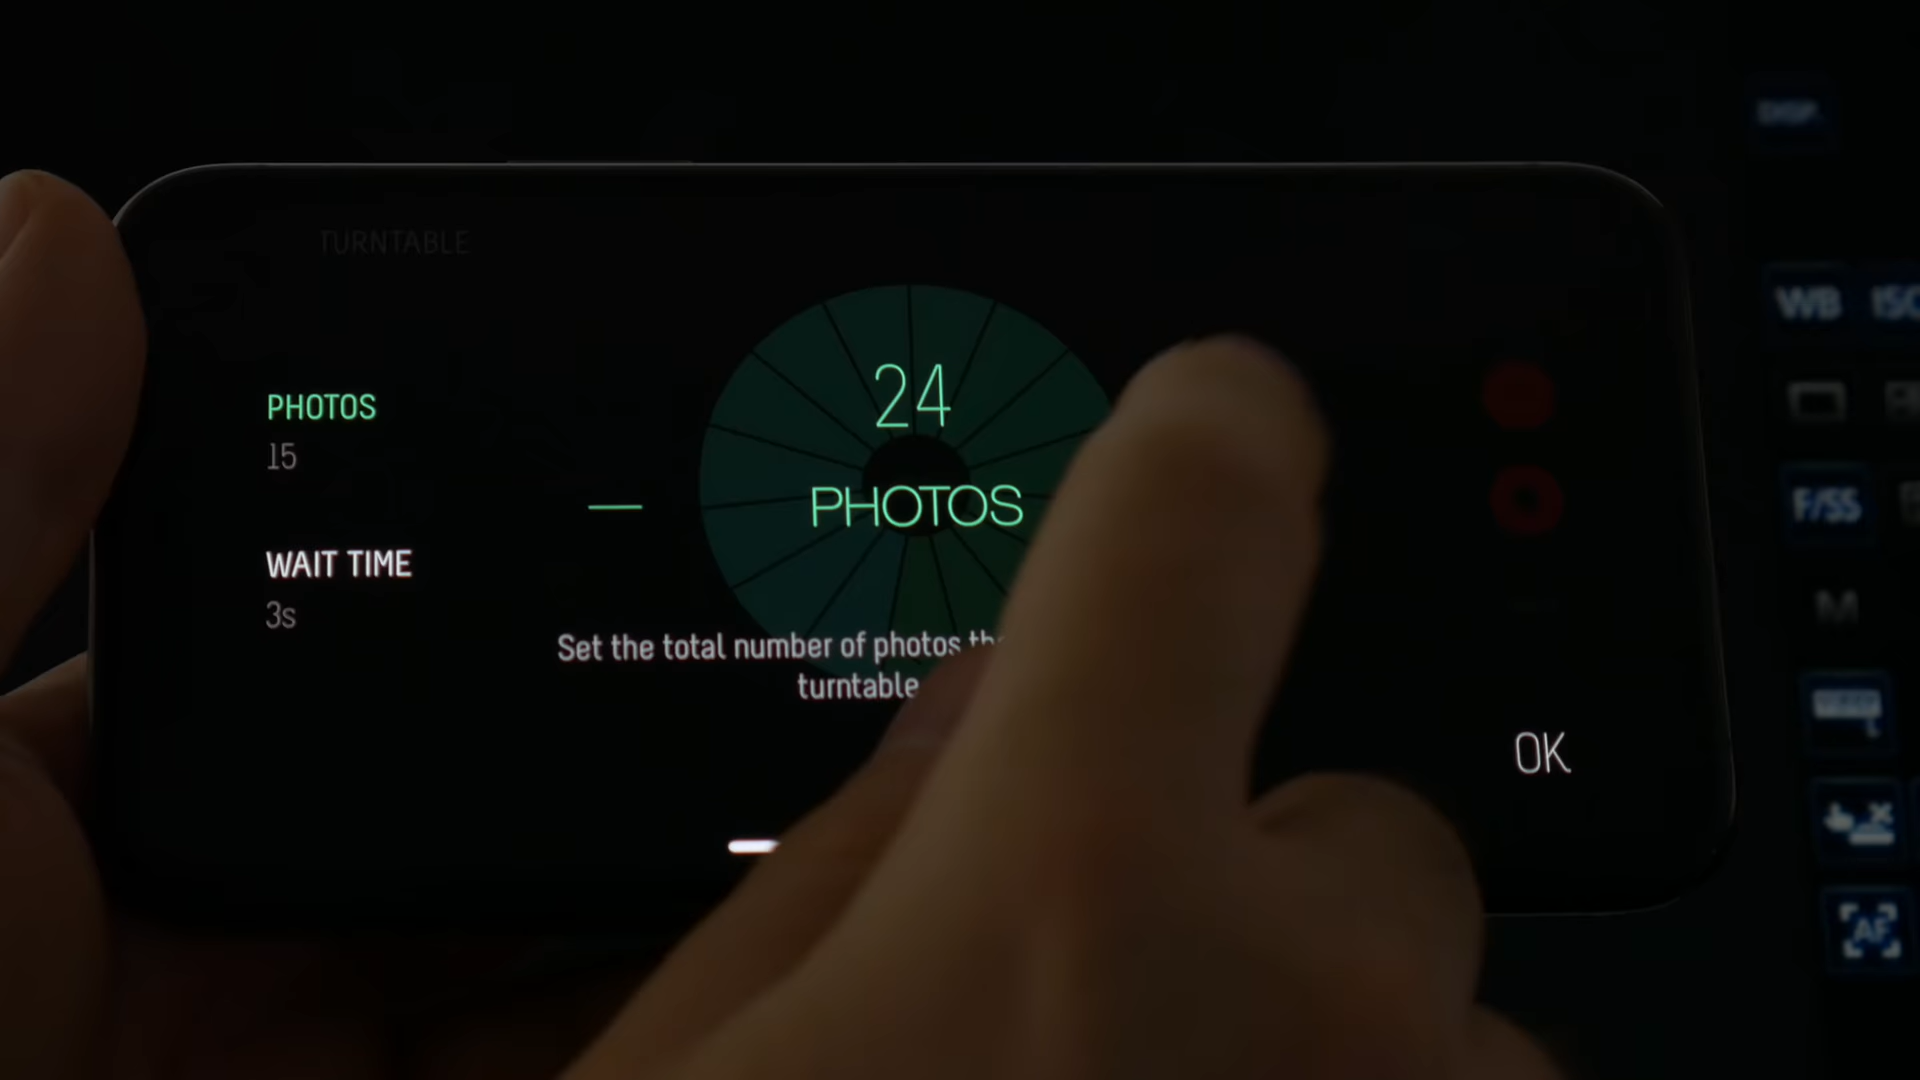 DISP.
TURNTABLE
WB
24
PHOTOS
15
PHOTOS
F/SS
WAIT TIME
3s
M
Set the total number of photos
turntable
OK
AF